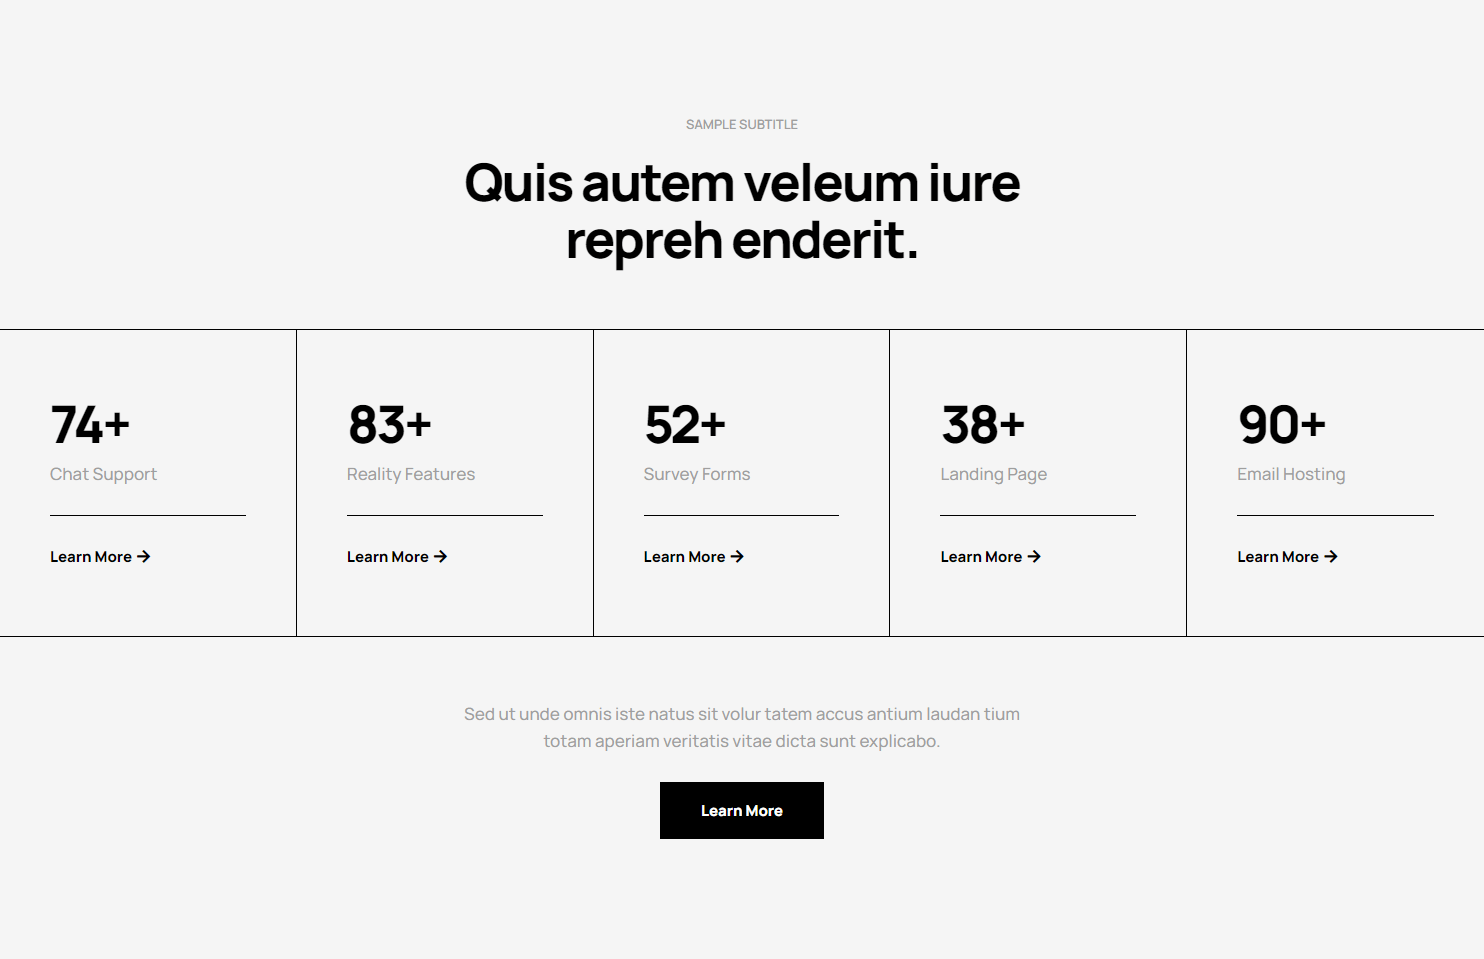 SAMPLE SUBTITLE
Quis autem veleum iure
repreh enderit.
74+
Chat Support
Learn More →
83+
Reality Features
Learn More →
52+
Survey Forms
Learn More →
38+
Landing Page
Learn More →
90+
Email Hosting
Learn More →
Sed ut unde omnis iste natus sit volur tatem accus antium laudan tium
totam aperiam veritatis vitae dicta sunt explicabo.
Learn More